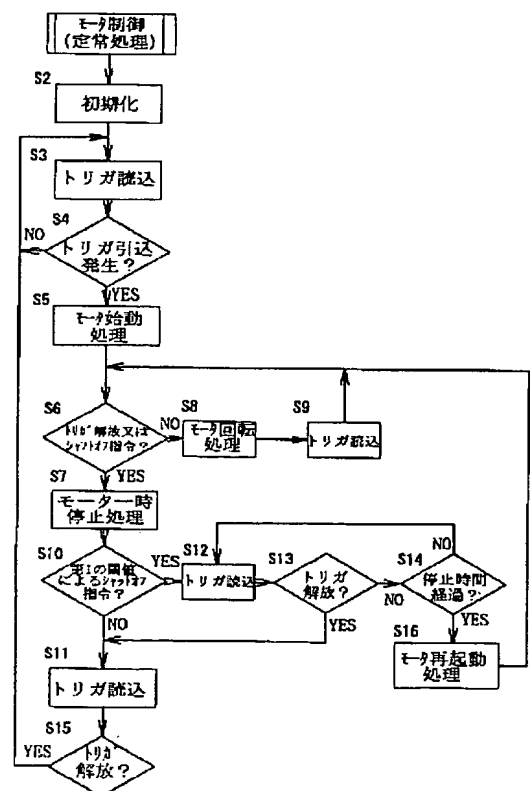 モータ制御
(定常処理)
S2
初期化
S3
トリガ読込
S4
NO
トリガ引込
発生？
YES
S5
モータ始動
処理
S6
トリガ解放又は
シャットオフ指令？
NO
S8
モータ回転
処理
S9
トリガ読込
YES
S7
モーター時
停止処理
S10
第1の閾値
によるシャットオフ
指令？
YES
S12
トリガ読込
S13
トリガ
解放？
NO
S14
停止時間
経過？
NO
YES
S16
モータ再起動
処理
NO
YES
S11
トリガ読込
S15
トリガ
解放？
YES